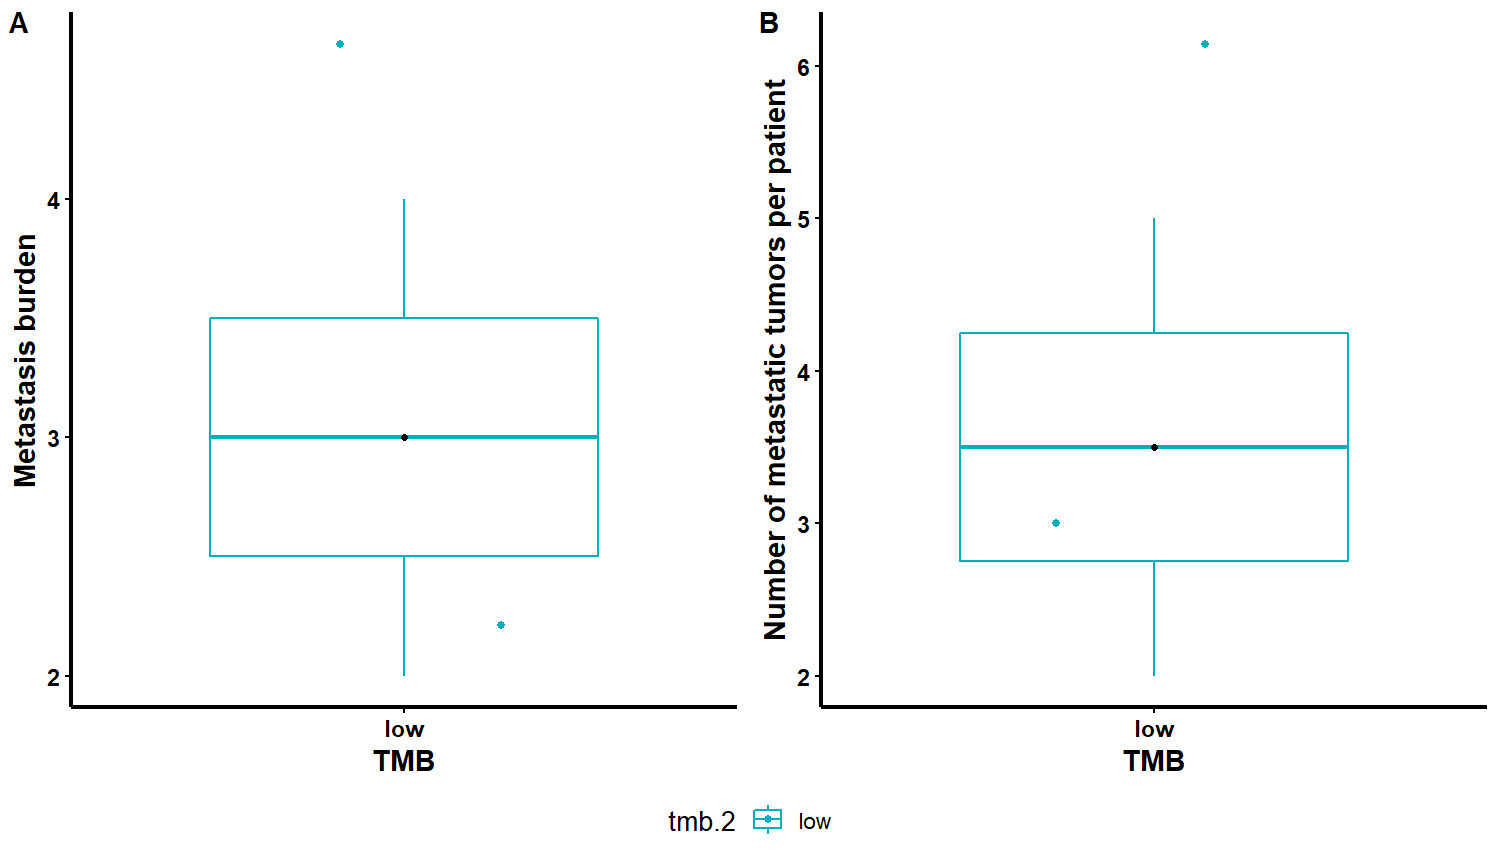 A
Metastasis burden
4
3
2
low
TMB
B
Number of metastatic tumors per patient
6
5
4
3
2
low
TMB
tmb.2 low